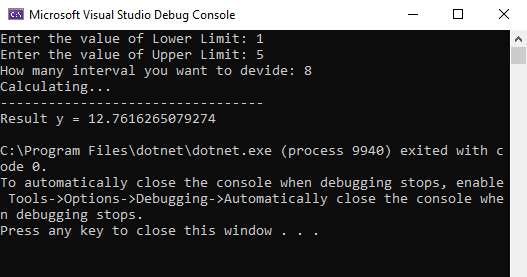 Microsoft Visual Studio Debug Console
Enter the value of Lower Limit: 1
Enter the value of Upper Limit: 5
How many interval you want to devide: 8
Calculating...
---------------------------------
Result y = 12.7616265079274
C:\Program Files\dotnet\dotnet.exe (process 9940) exited with c
ode 0.
To automatically close the console when debugging stops, enable
 Tools->Options->Debugging->Automatically close the console whe
n debugging stops.
Press any key to close this window . . .